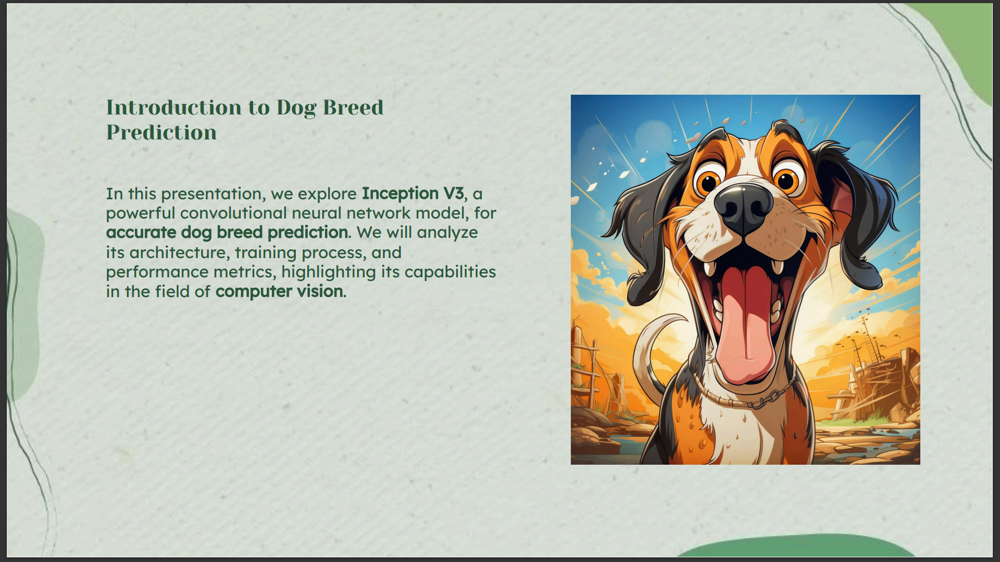 Introduction to Dog Breed
Prediction
In this presentation, we explore Inception V3, a
powerful convolutional neural network model, for
accurate dog breed prediction. We will analyze
its architecture, training process, and
performance metrics, highlighting its capabilities
in the field of computer vision.